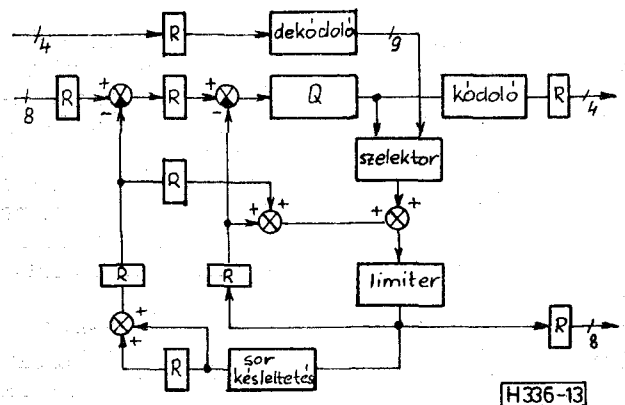 4
R
dekódoló
9
8
R
+
-
R
+
-
Q
kódoló
R
4
szelektor
R
+
+
+
+
R
R
limiter
+
+
R
sor
késleltetés
R
8
H336-13